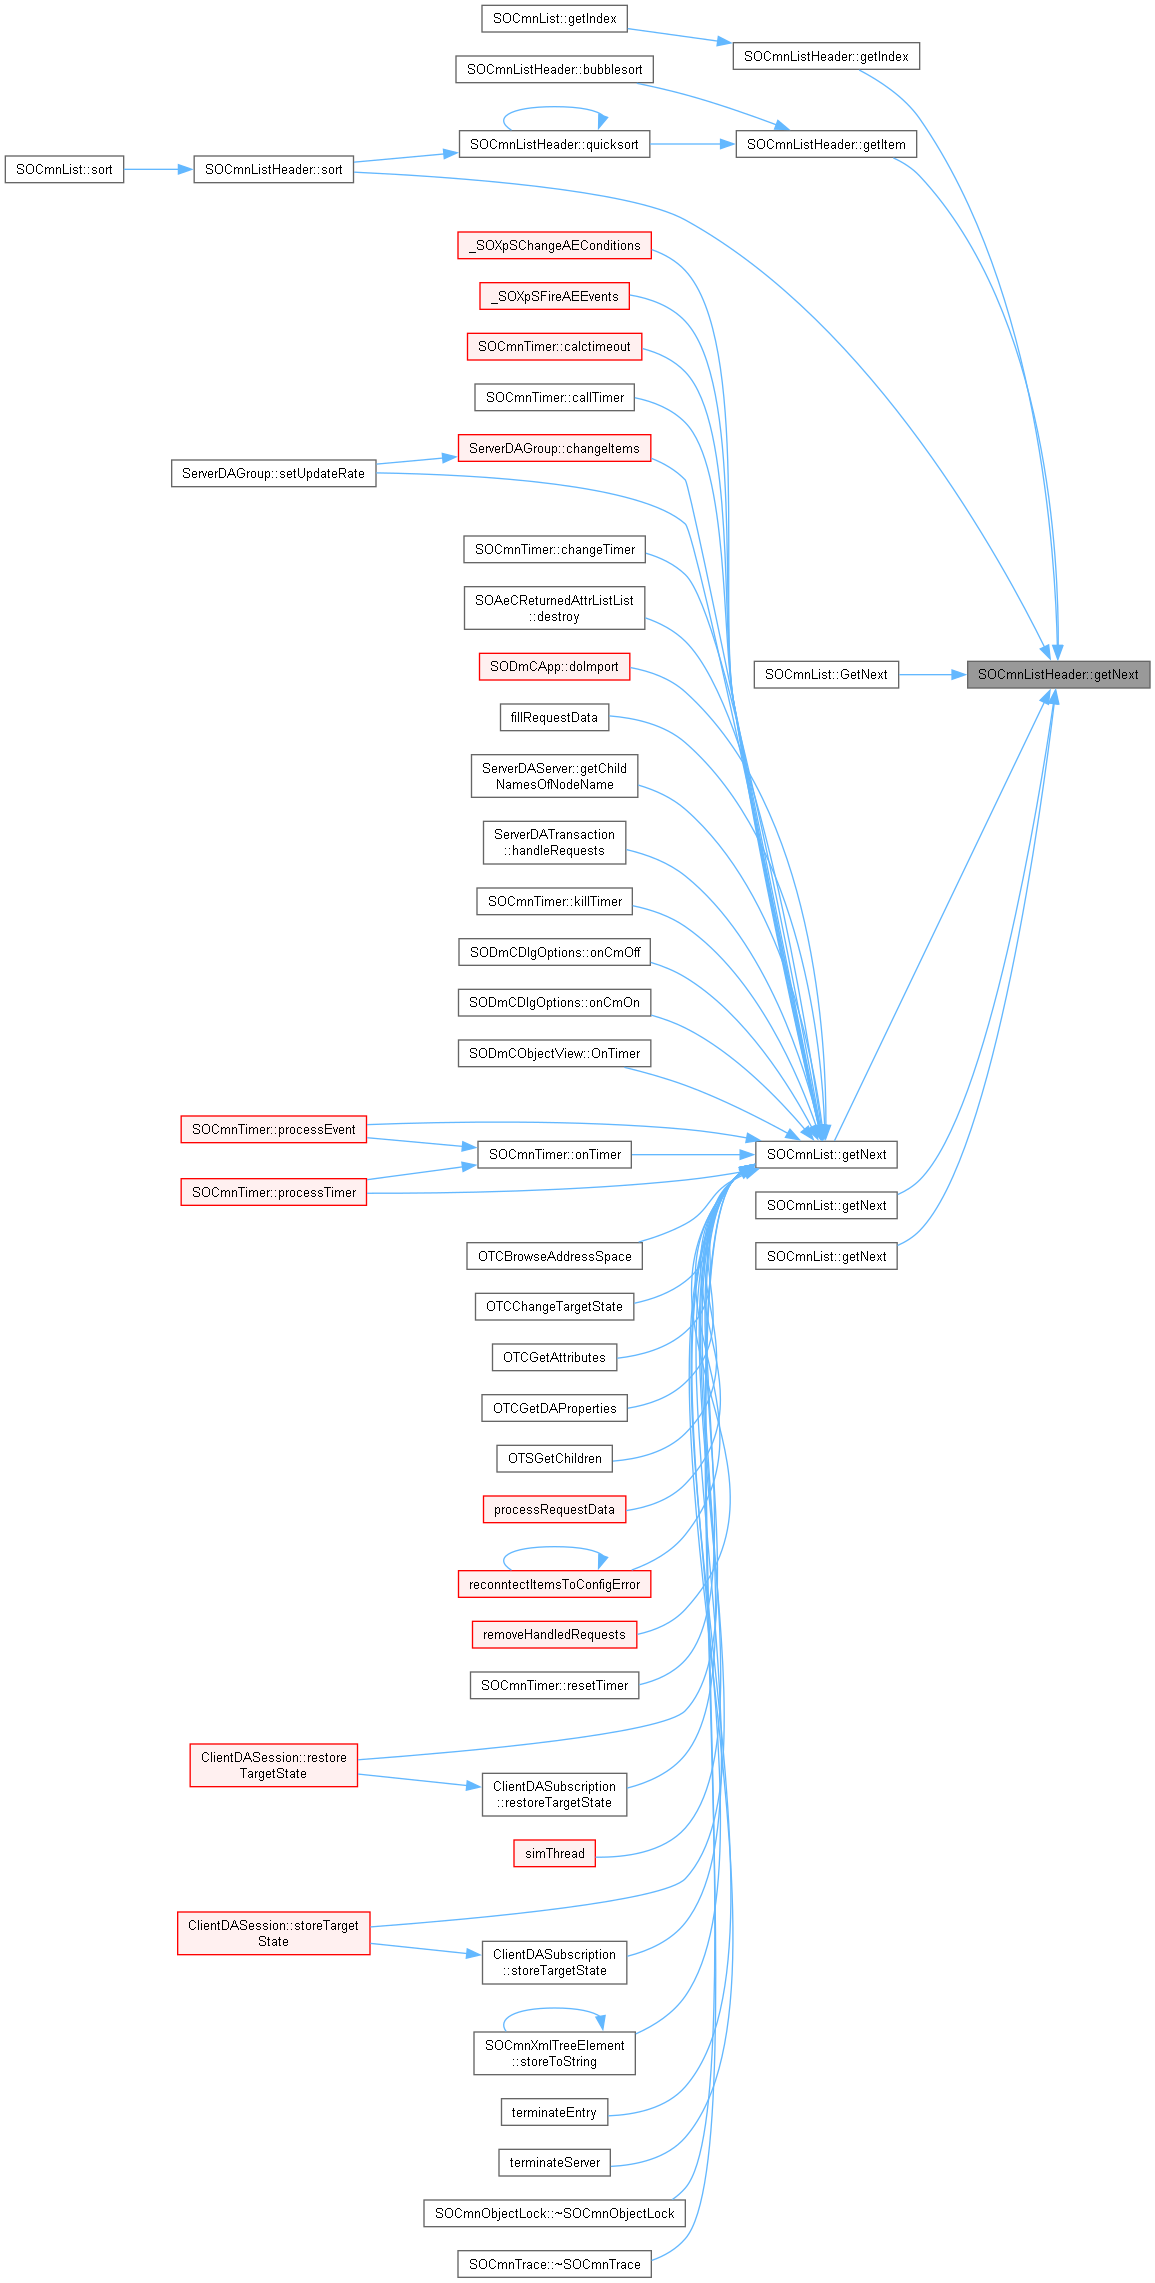 SOCmnList::getIndex
SOCmnListHeader::getIndex
SOCmnListHeader::bubblesort
SOCmnListHeader::quicksort
SOCmnListHeader::getItem
SOCmnList::sort
SOCmnListHeader::sort
_SOXpSChangeAEConditions
_SOXpSFireAEEvents
SOCmnTimer::calctimeout
SOCmnTimer::callTimer
ServerDAGroup::changeItems
ServerDAGroup::setUpdateRate
SOCmnTimer::changeTimer
SOAeCReturnedAttrListList
::destroy
SODmCApp::doImport
SOCmnList::GetNext
SOCmnListHeader::getNext
fillRequestData
ServerDAServer::getChild
NamesOfNodeName
ServerDATransaction
::handleRequests
SOCmnTimer::killTimer
SODmCDlgOptions::onCmOff
SODmCDlgOptions::onCmOn
SODmCObjectView::OnTimer
SOCmnTimer::processEvent
SOCmnTimer::onTimer
SOCmnList::getNext
SOCmnTimer::processTimer
SOCmnList::getNext
SOCmnList::getNext
OTCBrowseAddressSpace
OTCChangeTargetState
OTCGetAttributes
OTCGetDAProperties
OTSGetChildren
processRequestData
reconntectItemsToConfigError
removeHandledRequests
SOCmnTimer::resetTimer
ClientDASession::restore
TargetState
ClientDASubscription
::restoreTargetState
simThread
ClientDASession::storeTarget
State
ClientDASubscription
::storeTargetState
SOCmnXmlTreeElement
::storeToString
terminateEntry
terminateServer
SOCmnObjectLock::~SOCmnObjectLock
SOCmnTrace::~SOCmnTrace